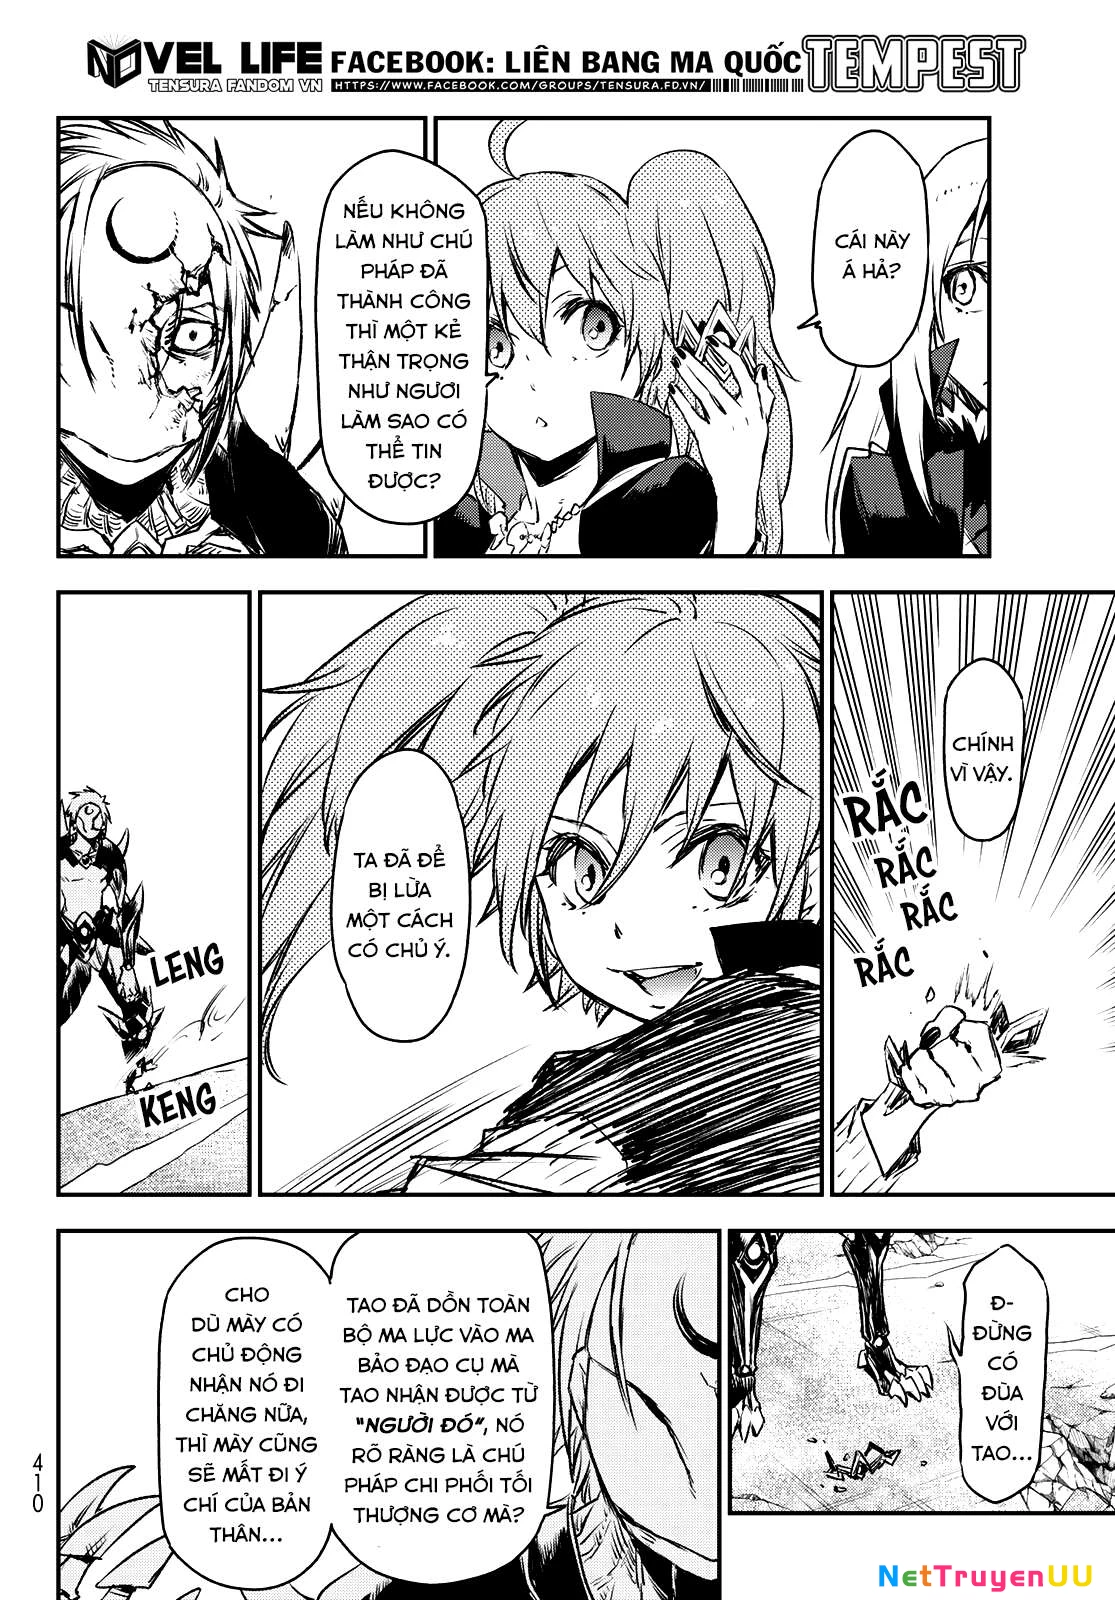 NOVEL LIFE
TENSURA FANDOM VN
FACEBOOK: LIÊN BANG MA QUỐC
HTTPS://WWW.FACEBOOK.COM/GROUPS/TENSURA.FD.VN/
TEMPEST
CÁI NÀY
Á HẢ?
NẾU KHÔNG
LÀM NHƯ CHÚ
PHÁP ĐÃ
THÀNH CÔNG
THÌ MỘT KẺ
THẬN TRỌNG
NHƯ NGƯƠI
LÀM SAO CÓ
THỂ TIN
ĐƯỢC?
CHÍNH
VÌ VẬY.
RẮC
RẮC
RẮC
RẮC
TA ĐÃ ĐỂ
BỊ LỪA
MỘT CÁCH
CÓ CHỦ Ý.
LENG
KENG
Đ-
ĐỪNG
CÓ
ĐÙA
VỚI
TAO...
TAO ĐÃ DỒN TOÀN
BỘ MA LỰC VÀO MA
BẢO ĐẠO CỤ MÀ
TAO NHẬN ĐƯỢC TỪ
“NGƯỜI ĐÓ“, NÓ
RÕ RÀNG LÀ CHÚ
PHÁP CHI PHỐI TỐI
THƯỢNG CƠ MÀ?
CHO
DÙ MÀY CÓ
CHỦ ĐỘNG
NHẬN NÓ ĐI
CHĂNG NỮA,
THÌ MÀY CŨNG
SẼ MẤT ĐI Ý
CHÍ CỦA BẢN
THÂN...
410
NetTruyenUU